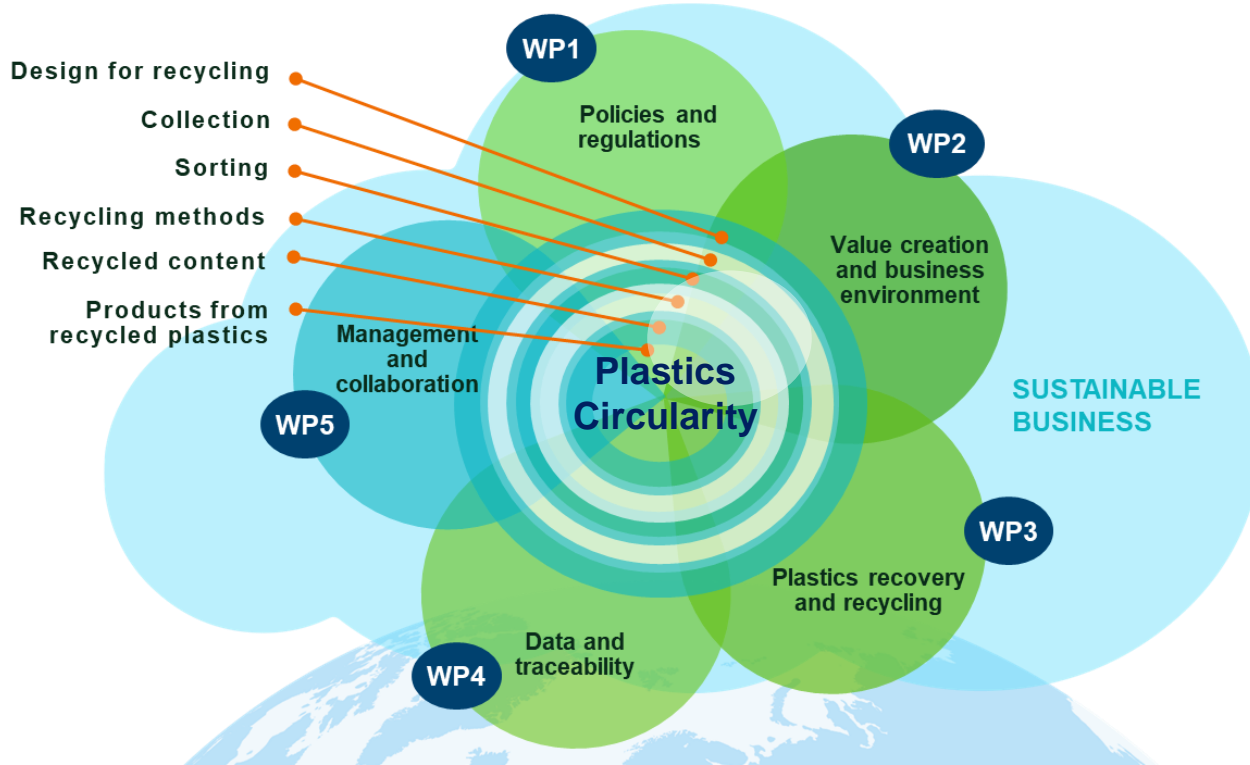 WP1
Design for recycling
Collection
Sorting
Recycling methods
Recycled content
Products from
recycled plastics
Policies and
regulations
WP2
Value creation
and business
environment
Management
and
collaboration
WP5
Plastics
Circularity
SUSTAINABLE
BUSINESS
WP3
Plastics recovery
and recycling
Data and
traceability
WP4